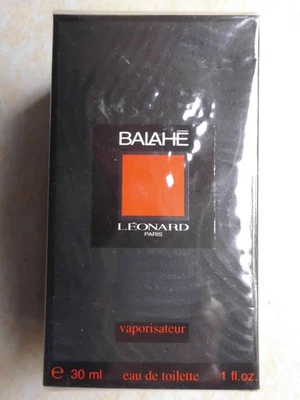 BALAHÉ
LÉONARD
PARIS
vaporisateur
℮ 30 ml eau de toilette 1 fl.oz